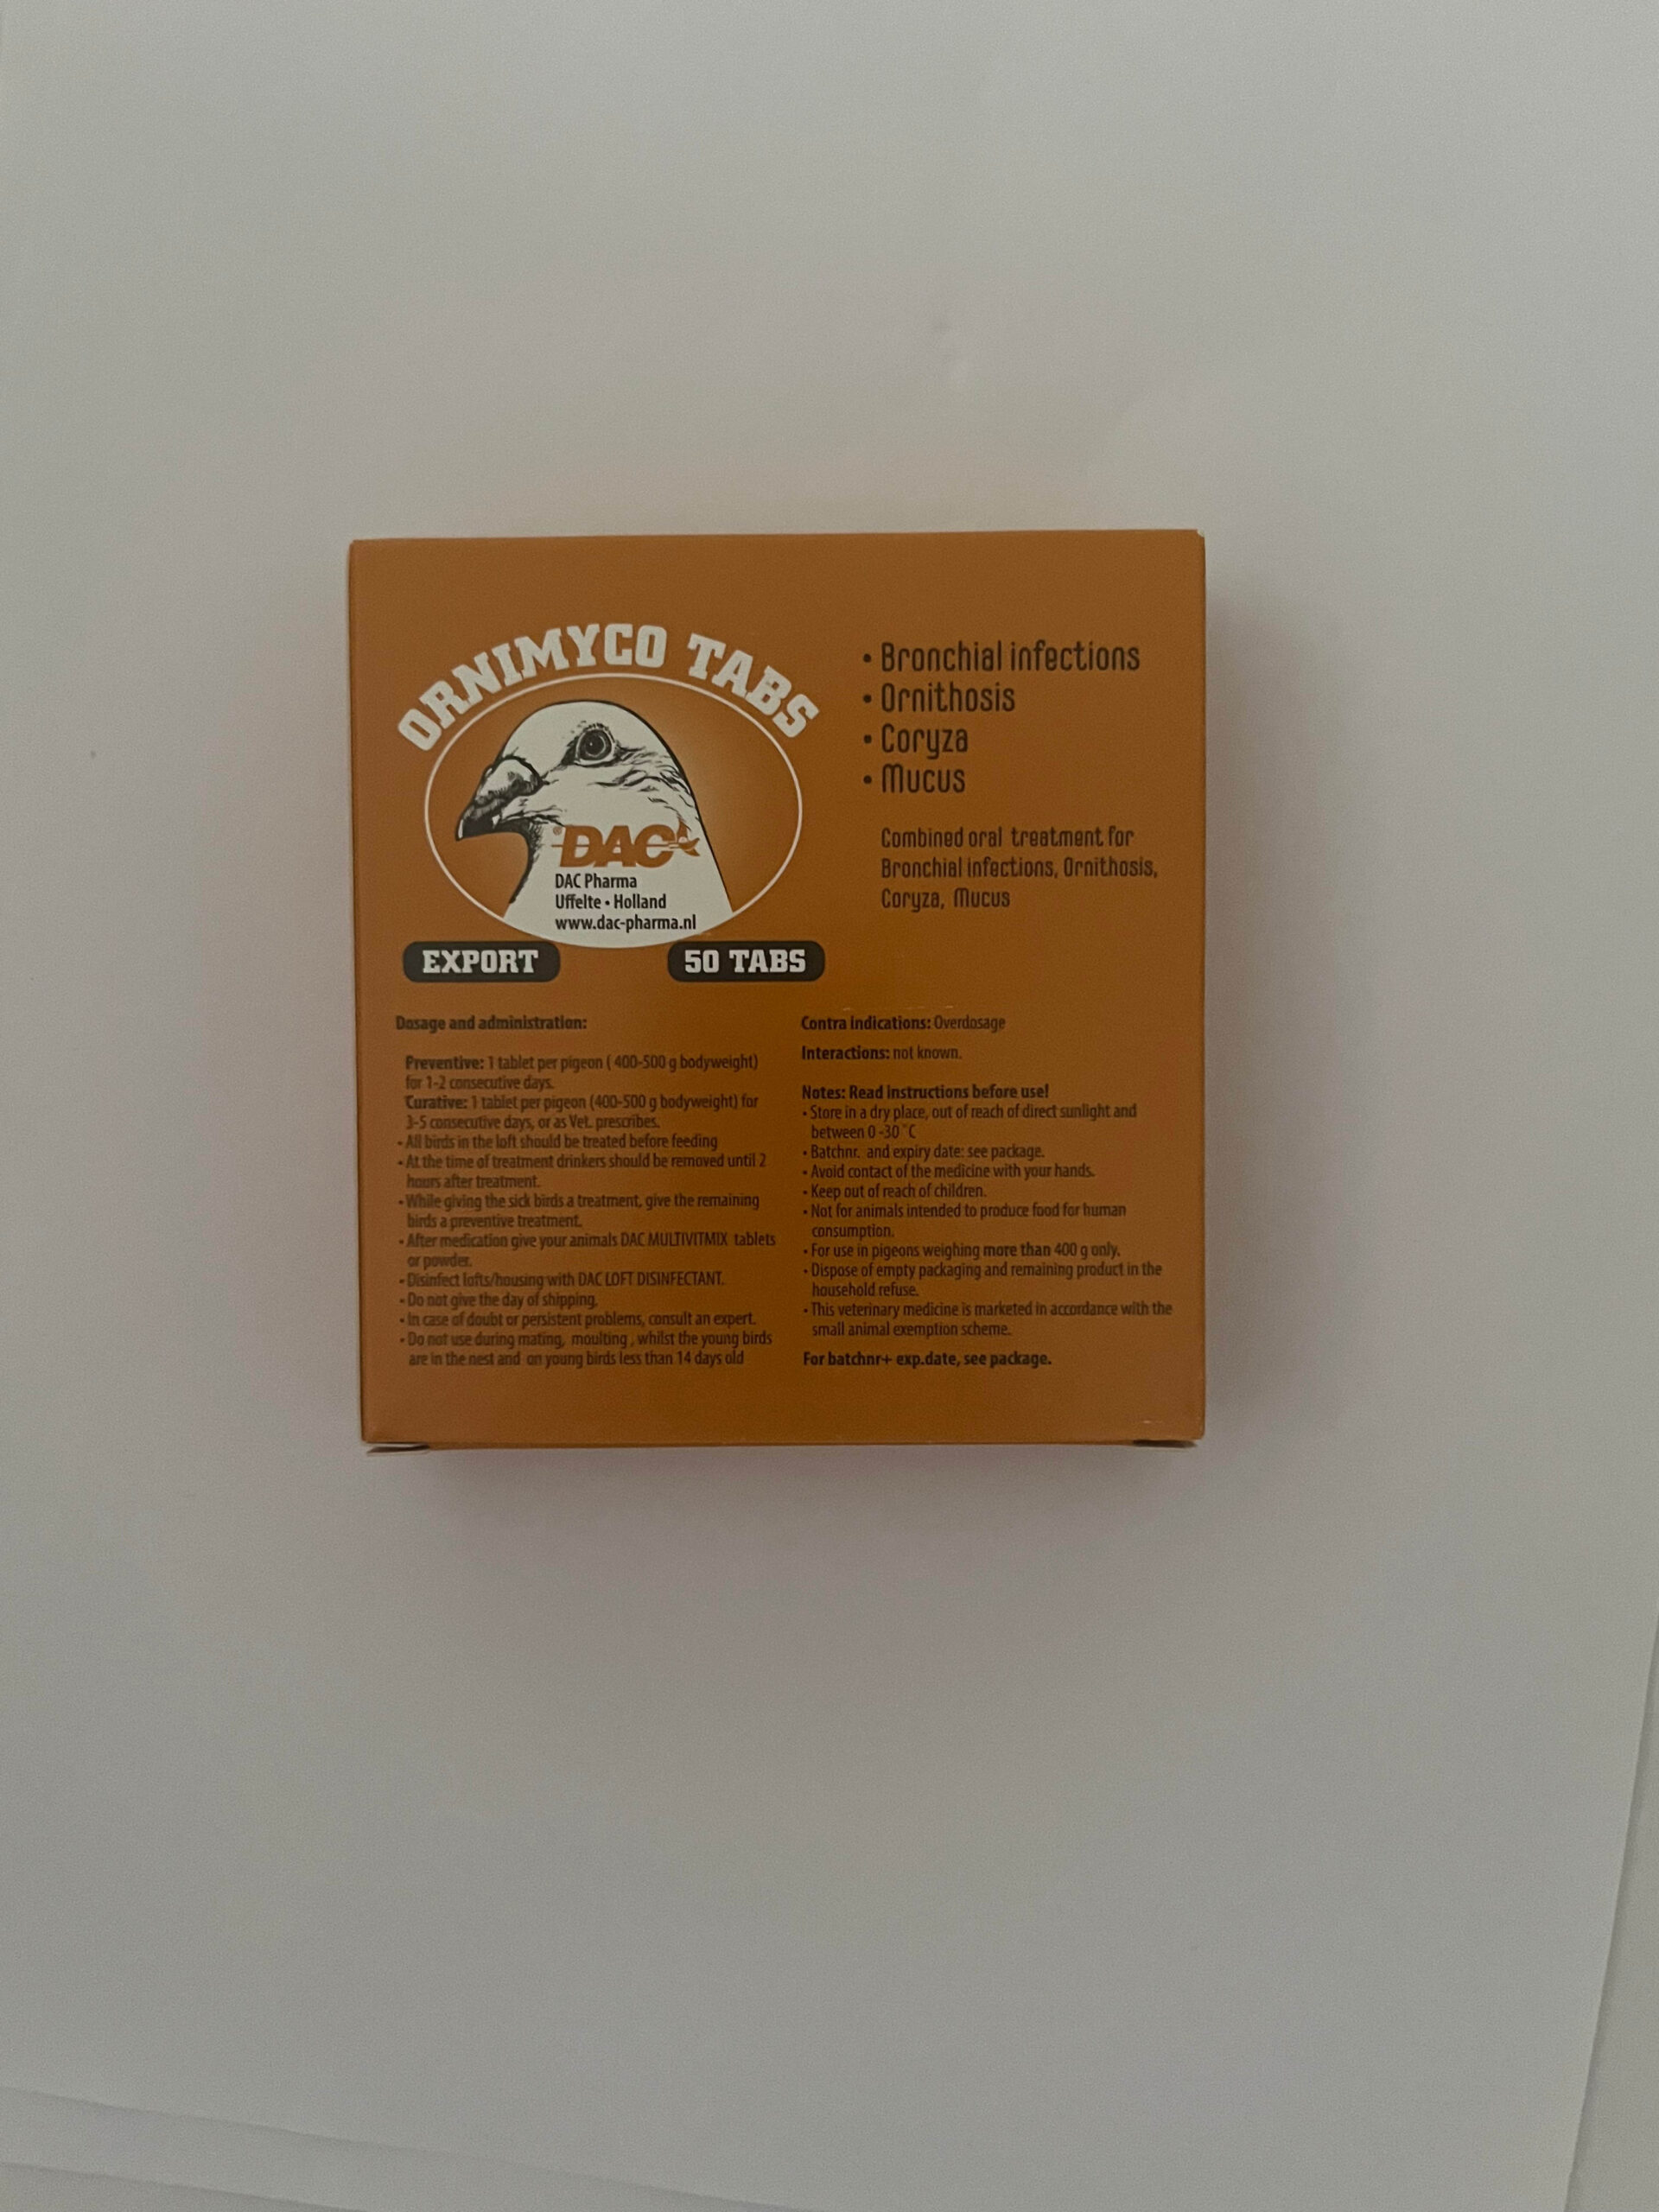 ORNIMYCO TABS
®DAC
DAC Pharma
Uffelte • Holland
www.dac-pharma.nl
EXPORT
50 TABS
• Bronchial infections
• Ornithosis
• Coryza
• Mucus
Combined oral treatment for
Bronchial infections, Ornithosis,
Coryza, Mucus
Dosage and administration:
Preventive: 1 tablet per pigeon ( 400-500 g bodyweight)
for 1-2 consecutive days.
Curative: 1 tablet per pigeon (400-500 g bodyweight) for
3-5 consecutive days, or as Vet. prescribes.
• All birds in the loft should be treated before feeding
• At the time of treatment drinkers should be removed until 2
hours after treatment.
• While giving the sick birds a treatment, give the remaining
birds a preventive treatment.
• After medication give your animals DAC MULTIVITMIX tablets
or powder.
• Disinfect lofts/housing with DAC LOFT DISINFECTANT.
• Do not give the day of shipping.
• In case of doubt or persistent problems, consult an expert.
• Do not use during mating, moulting , whilst the young birds
are in the nest and on young birds less than 14 days old
Contra indications: Overdosage
Interactions: not known.
Notes: Read instructions before use!
• Store in a dry place, out of reach of direct sunlight and
between 0 -30 °C
• Batchnr. and expiry date: see package.
• Avoid contact of the medicine with your hands.
• Keep out of reach of children.
• Not for animals intended to produce food for human
consumption.
• For use in pigeons weighing more than 400 g only.
• Dispose of empty packaging and remaining product in the
household refuse.
• This veterinary medicine is marketed in accordance with the
small animal exemption scheme.
For batchnr+ exp.date, see package.